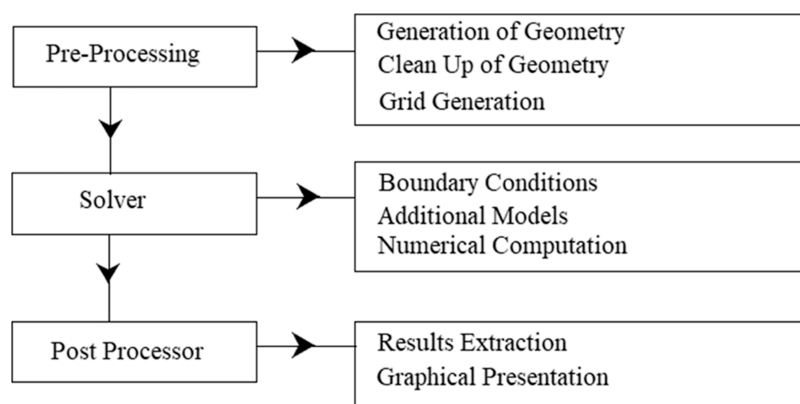 Pre-Processing
Generation of Geometry
Clean Up of Geometry
Grid Generation
Solver
Boundary Conditions
Additional Models
Numerical Computation
Post Processor
Results Extraction
Graphical Presentation